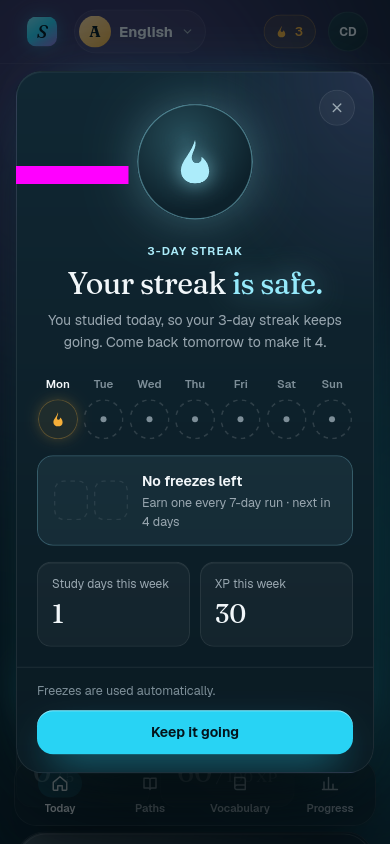 S
A English
3
CD
3-DAY STREAK
Your streak is safe.
You studied today, so your 3-day streak keeps
going. Come back tomorrow to make it 4.
Mon Tue Wed Thu Fri Sat Sun
No freezes left
Earn one every 7-day run · next in
4 days
Study days this week
1
XP this week
30
Freezes are used automatically.
Keep it going
Today Paths Vocabulary Progress